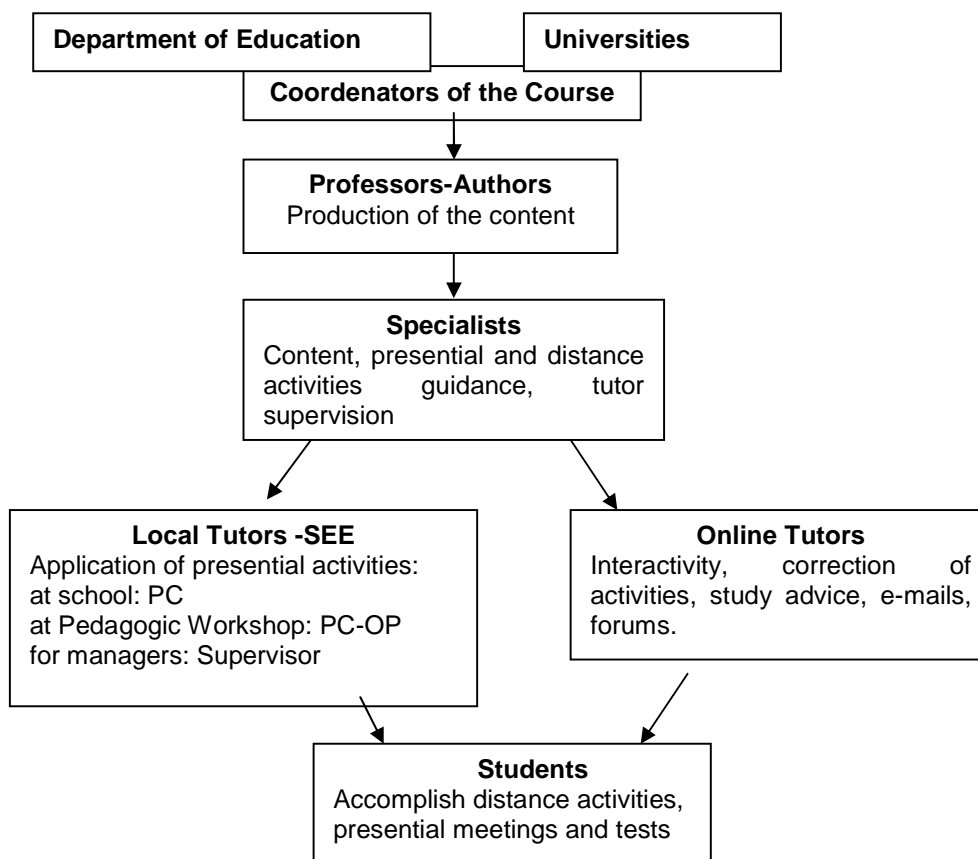 Department of Education
Universities
Coordenators of the Course
Professors-Authors
Production of the content
Specialists
Content, presential and distance
activities guidance, tutor
supervision
Local Tutors -SEE
Application of presential activities:
at school: PC
at Pedagogic Workshop: PC-OP
for managers: Supervisor
Online Tutors
Interactivity, correction of
activities, study advice, e-mails,
forums.
Students
Accomplish distance activities,
presential meetings and tests